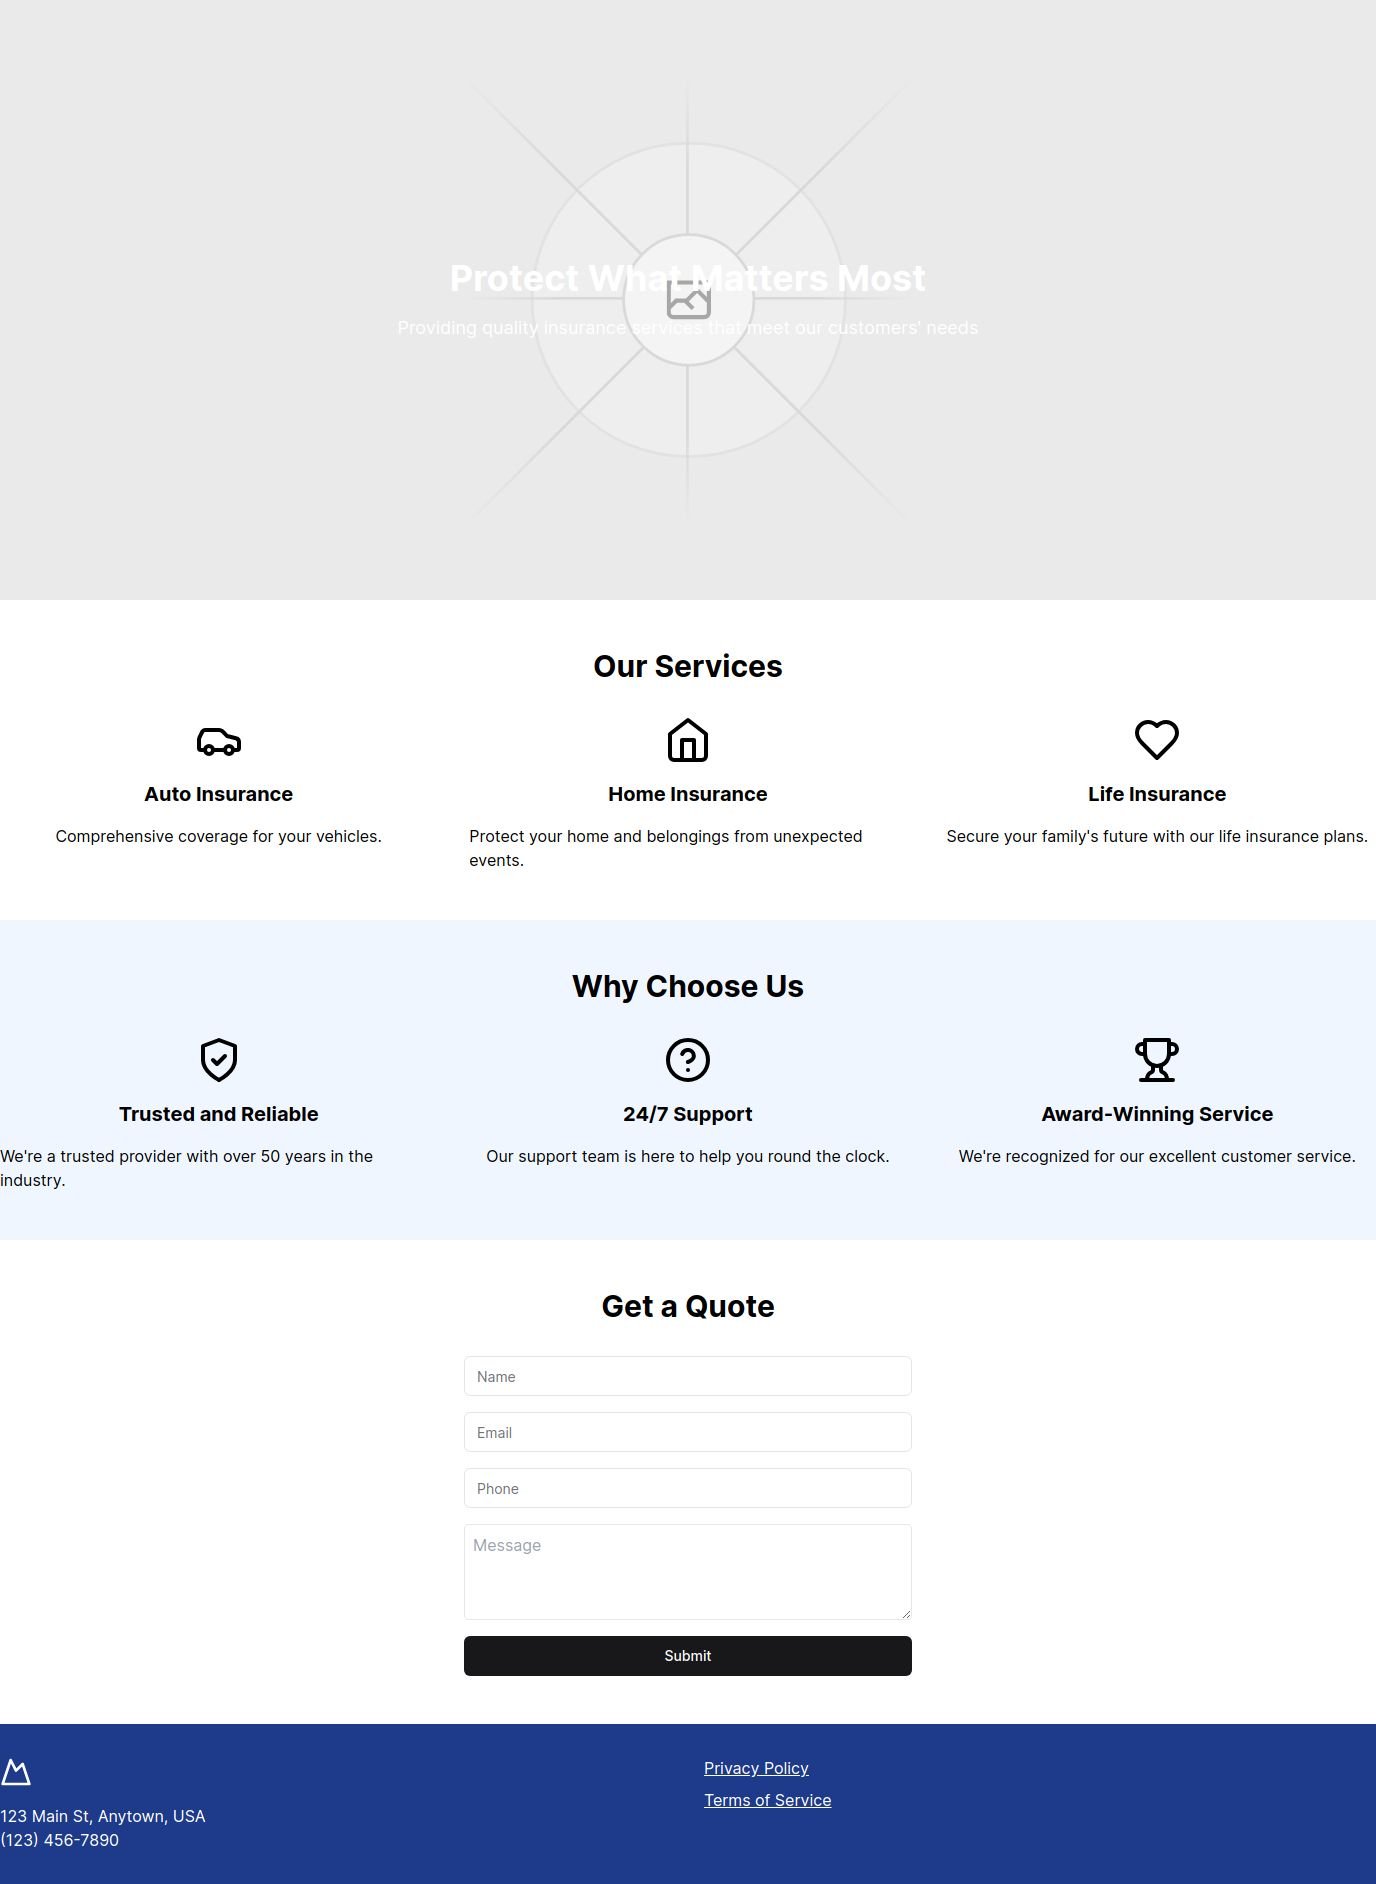 Protect What Matters Most
Providing quality insurance services that meet our customers' needs
Our Services
Auto Insurance
Comprehensive coverage for your vehicles.
Home Insurance
Protect your home and belongings from unexpected
events.
Life Insurance
Secure your family's future with our life insurance plans.
Why Choose Us
Trusted and Reliable
We're a trusted provider with over 50 years in the
industry.
24/7 Support
Our support team is here to help you round the clock.
Award-Winning Service
We're recognized for our excellent customer service.
Get a Quote
Name
Email
Phone
Message
Submit
123 Main St, Anytown, USA
(123) 456-7890
Privacy Policy
Terms of Service